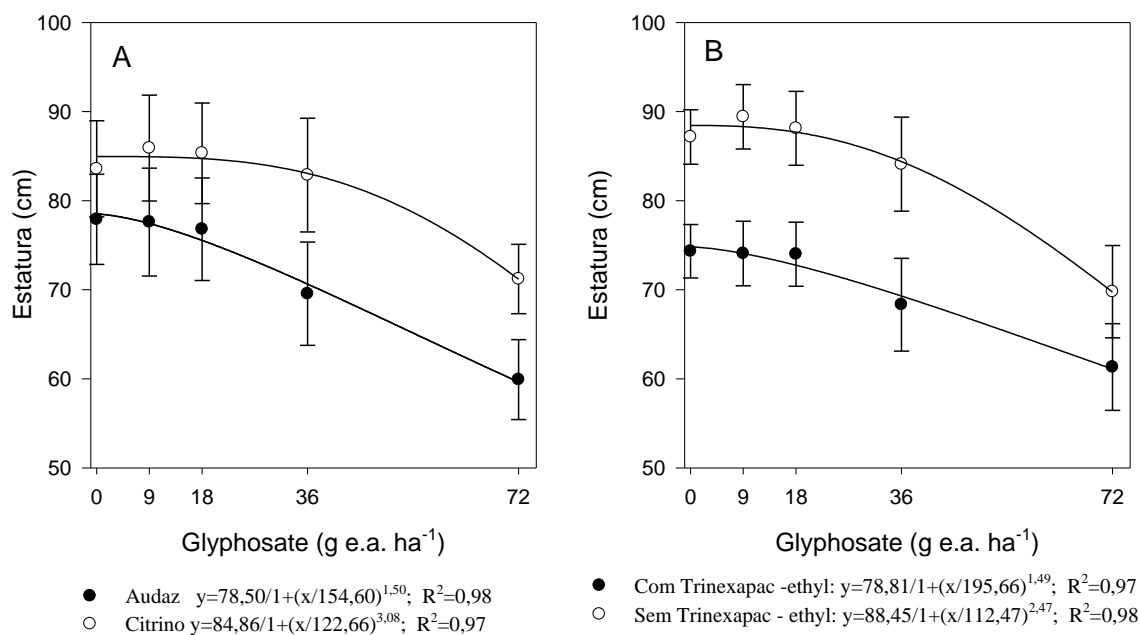 A
Estatura (cm)
100
90
80
70
60
50
0 9 18 36 72
Glyphosate (g e.a. ha⁻¹)
Audaz y=78,50/1+(x/154,60)¹,⁵⁰; R²=0,98
Citrino y=84,86/1+(x/122,66)³,⁰⁸; R²=0,97
B
Estatura (cm)
100
90
80
70
60
50
0 9 18 36 72
Glyphosate (g e.a. ha⁻¹)
Com Trinexapac -ethyl: y=78,81/1+(x/195,66)¹,⁴⁹; R²=0,97
Sem Trinexapac - ethyl: y=88,45/1+(x/112,47)²,⁴⁷; R²=0,98